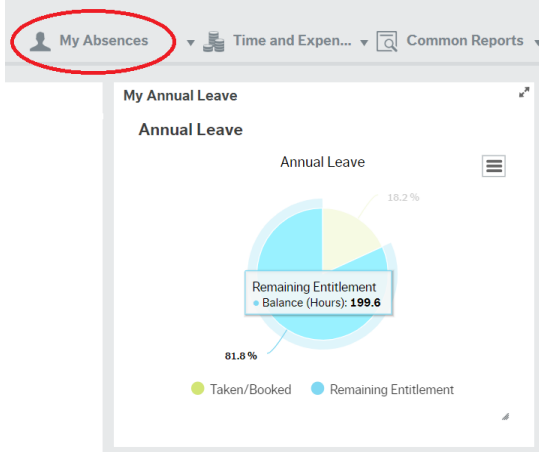 My Absences
Time and Expen...
Common Reports
My Annual Leave
Annual Leave
Annual Leave
18.2 %
Remaining Entitlement
Balance (Hours): 199.6
81.8 %
Taken/Booked
Remaining Entitlement